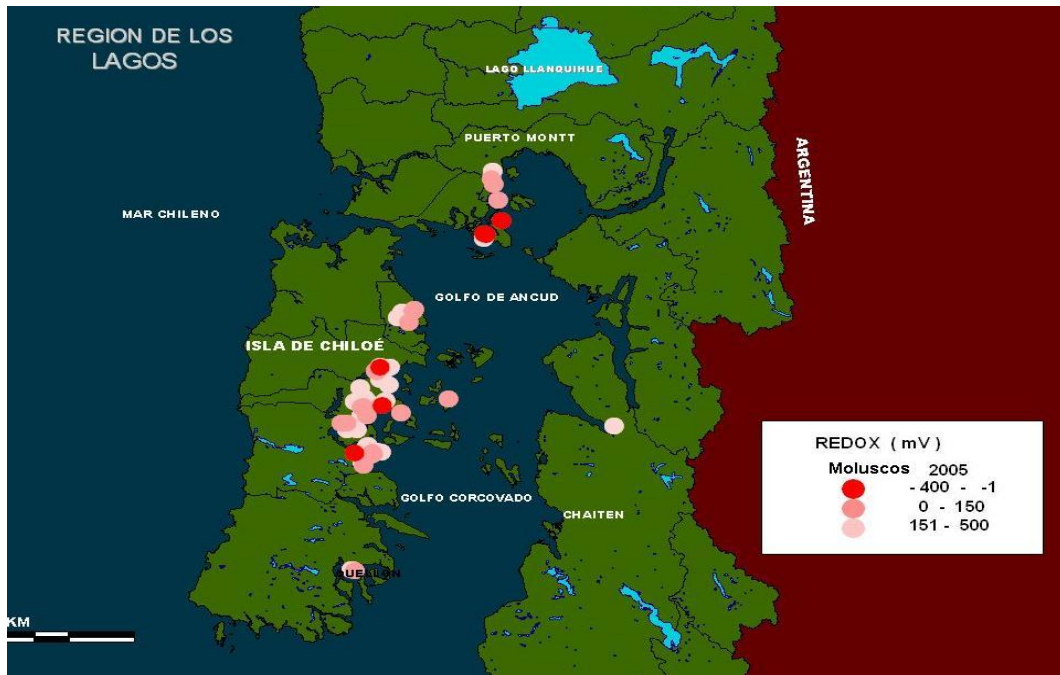 REGION DE LOS
LAGOS
LAGO LLANQUIHUE
PUERTO MONTT
ARGENTINA
MAR CHILENO
GOLFO DE ANCUD
ISLA DE CHILOÉ
GOLFO CORCOVADO
CHAITEN
QUELLON
KM
REDOX ( mV )
Moluscos 2005
- 400 - -1
0 - 150
151 - 500